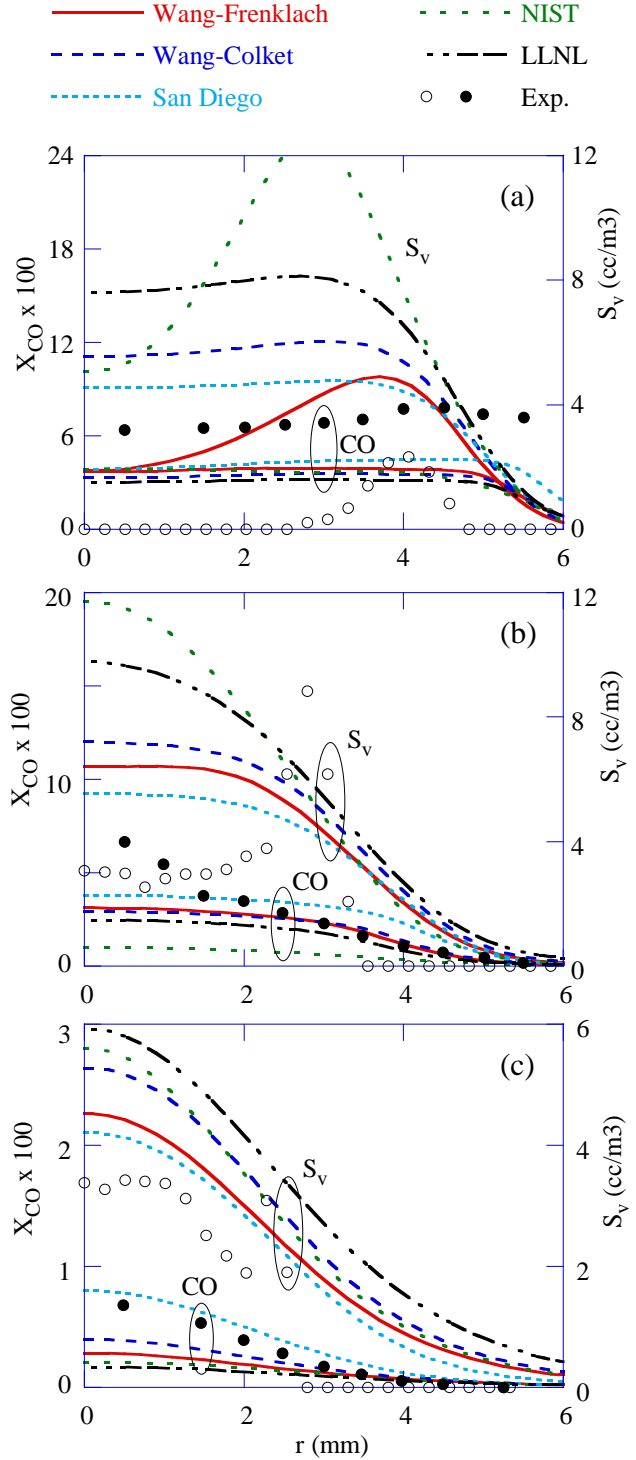 Wang-Frenklach NIST
Wang-Colket LLNL
San Diego Exp.
24 12
(a)
18 8
S_v
12
6 4
CO
0 0
0 2 4 6
X_CO x 100
S_v (cc/m3)
20 12
(b)
8
S_v
10
4
CO
0 0
0 2 4 6
X_CO x 100
S_v (cc/m3)
3 6
(c)
2 4
S_v
1 2
CO
0 0
0 2 4 6
X_CO x 100
S_v (cc/m3)
r (mm)